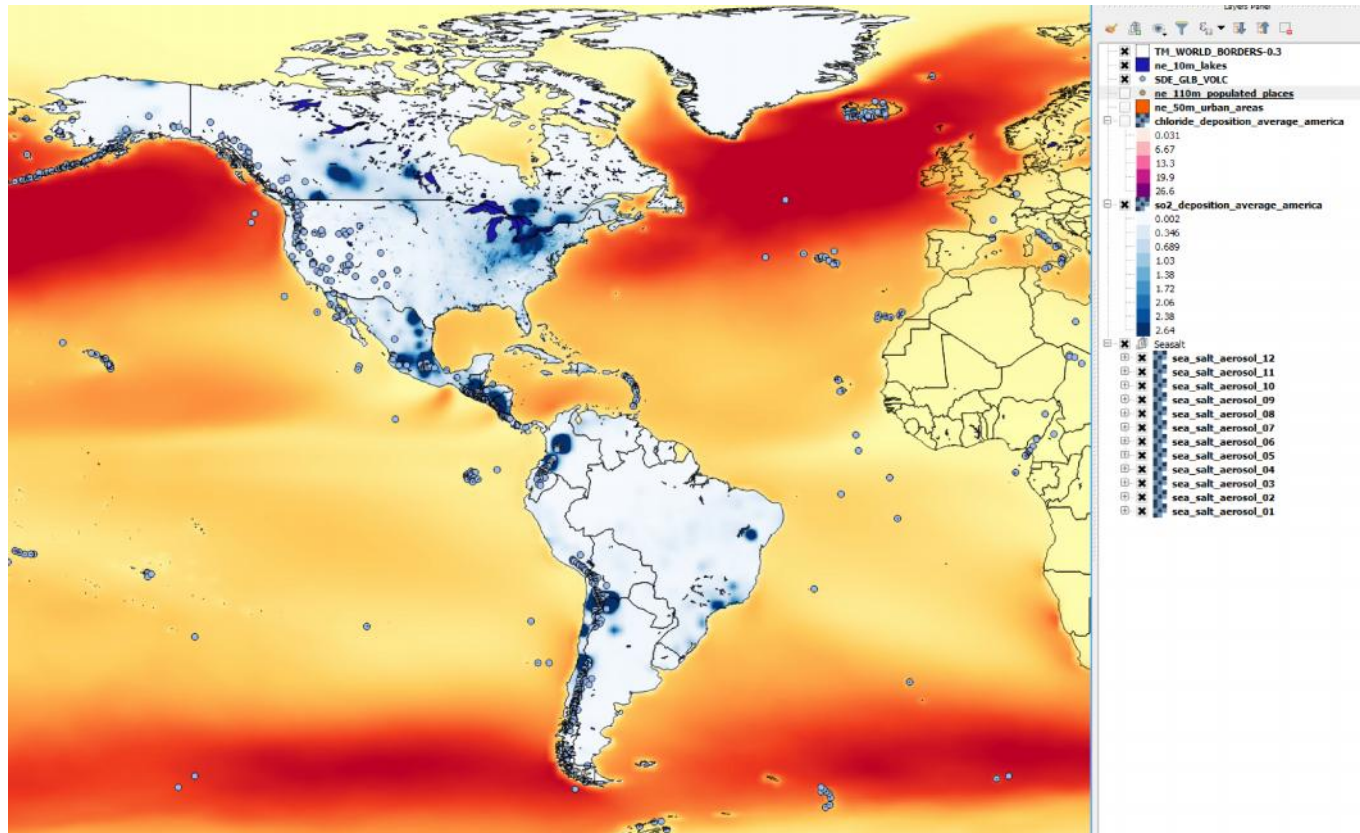 Layers Panel
TM_WORLD_BORDERS-0.3
ne_10m_lakes
SDE_GLB_VOLC
ne_110m_populated_places
ne_50m_urban_areas
chloride_deposition_average_america
0.031
6.67
13.3
19.9
26.6
so2_deposition_average_america
0.002
0.346
0.689
1.03
1.38
1.72
2.06
2.38
2.64
Seasalt
sea_salt_aerosol_12
sea_salt_aerosol_11
sea_salt_aerosol_10
sea_salt_aerosol_09
sea_salt_aerosol_08
sea_salt_aerosol_07
sea_salt_aerosol_06
sea_salt_aerosol_05
sea_salt_aerosol_04
sea_salt_aerosol_03
sea_salt_aerosol_02
sea_salt_aerosol_01